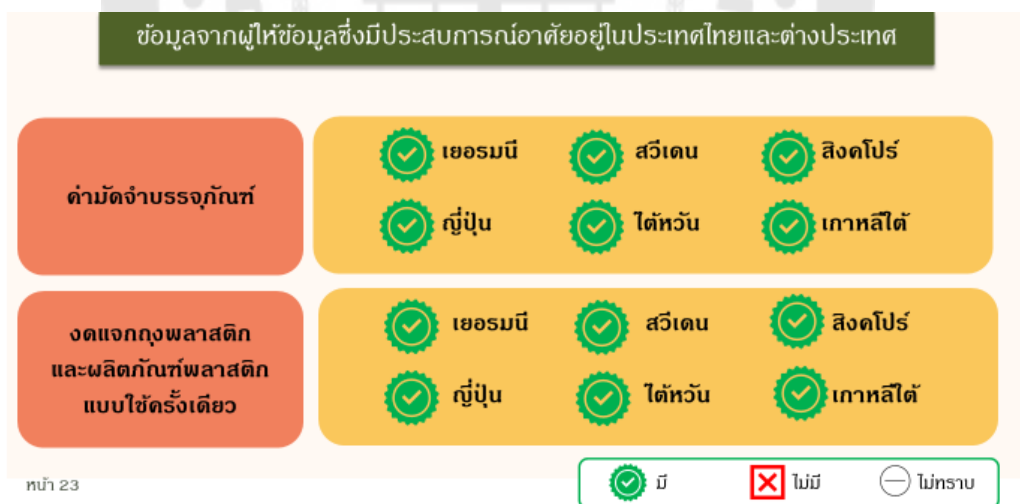 ข้อมูลจากผู้ให้ข้อมูลซึ่งมีประสบการณ์อาศัยอยู่ในประเทศไทยและต่างประเทศ
ค่ามัดจำบรรจุภัณฑ์
เยอรมนี สวีเดน สิงคโปร์
ญี่ปุ่น ไต้หวัน เกาหลีใต้
งดแจกถุงพลาสติก
และผลิตภัณฑ์พลาสติก
แบบใช้ครั้งเดียว
เยอรมนี สวีเดน สิงคโปร์
ญี่ปุ่น ไต้หวัน เกาหลีใต้
หน้า 23
มี ไม่มี ไม่ทราบ